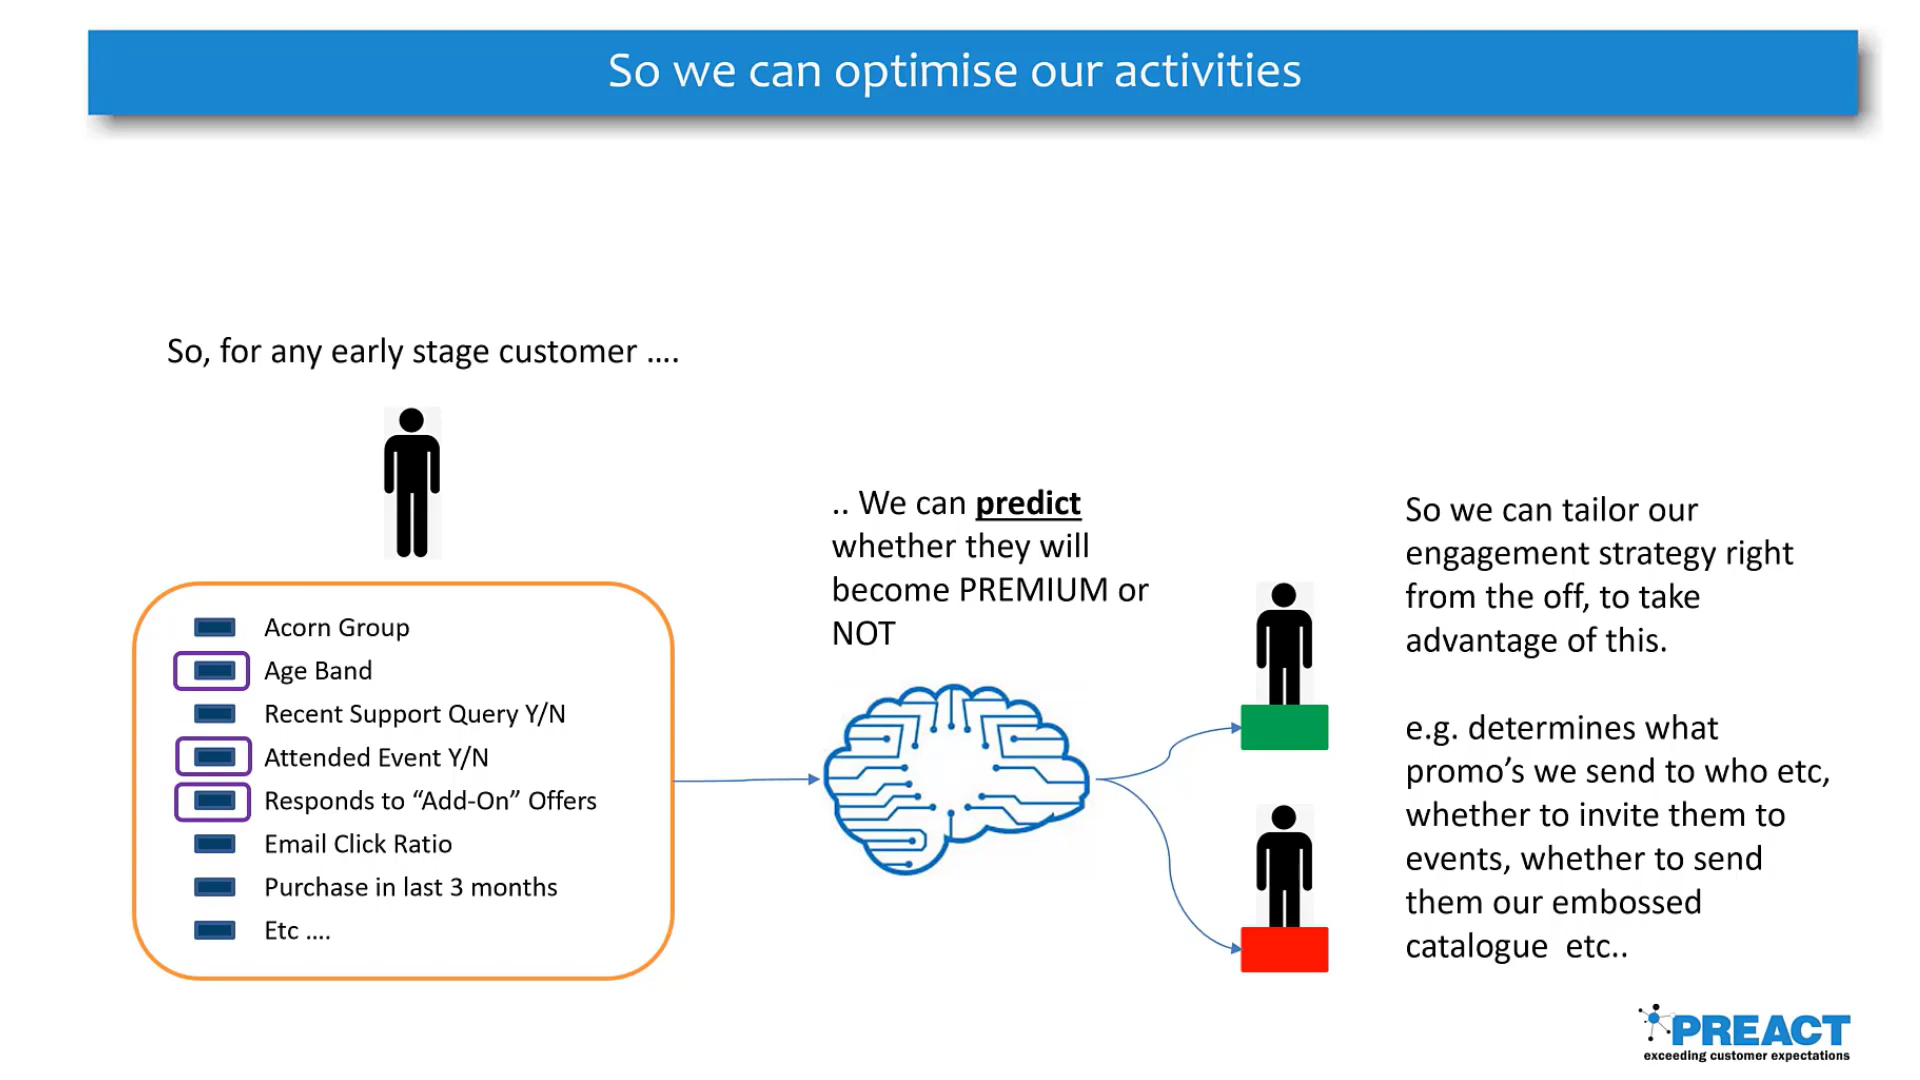 So we can optimise our activities
So, for any early stage customer ....
Acorn Group
Age Band
Recent Support Query Y/N
Attended Event Y/N
Responds to “Add-On” Offers
Email Click Ratio
Purchase in last 3 months
Etc ....
.. We can predict
whether they will
become PREMIUM or
NOT
So we can tailor our
engagement strategy right
from the off, to take
advantage of this.
e.g. determines what
promo’s we send to who etc,
whether to invite them to
events, whether to send
them our embossed
catalogue  etc..
PREACT
exceeding customer expectations